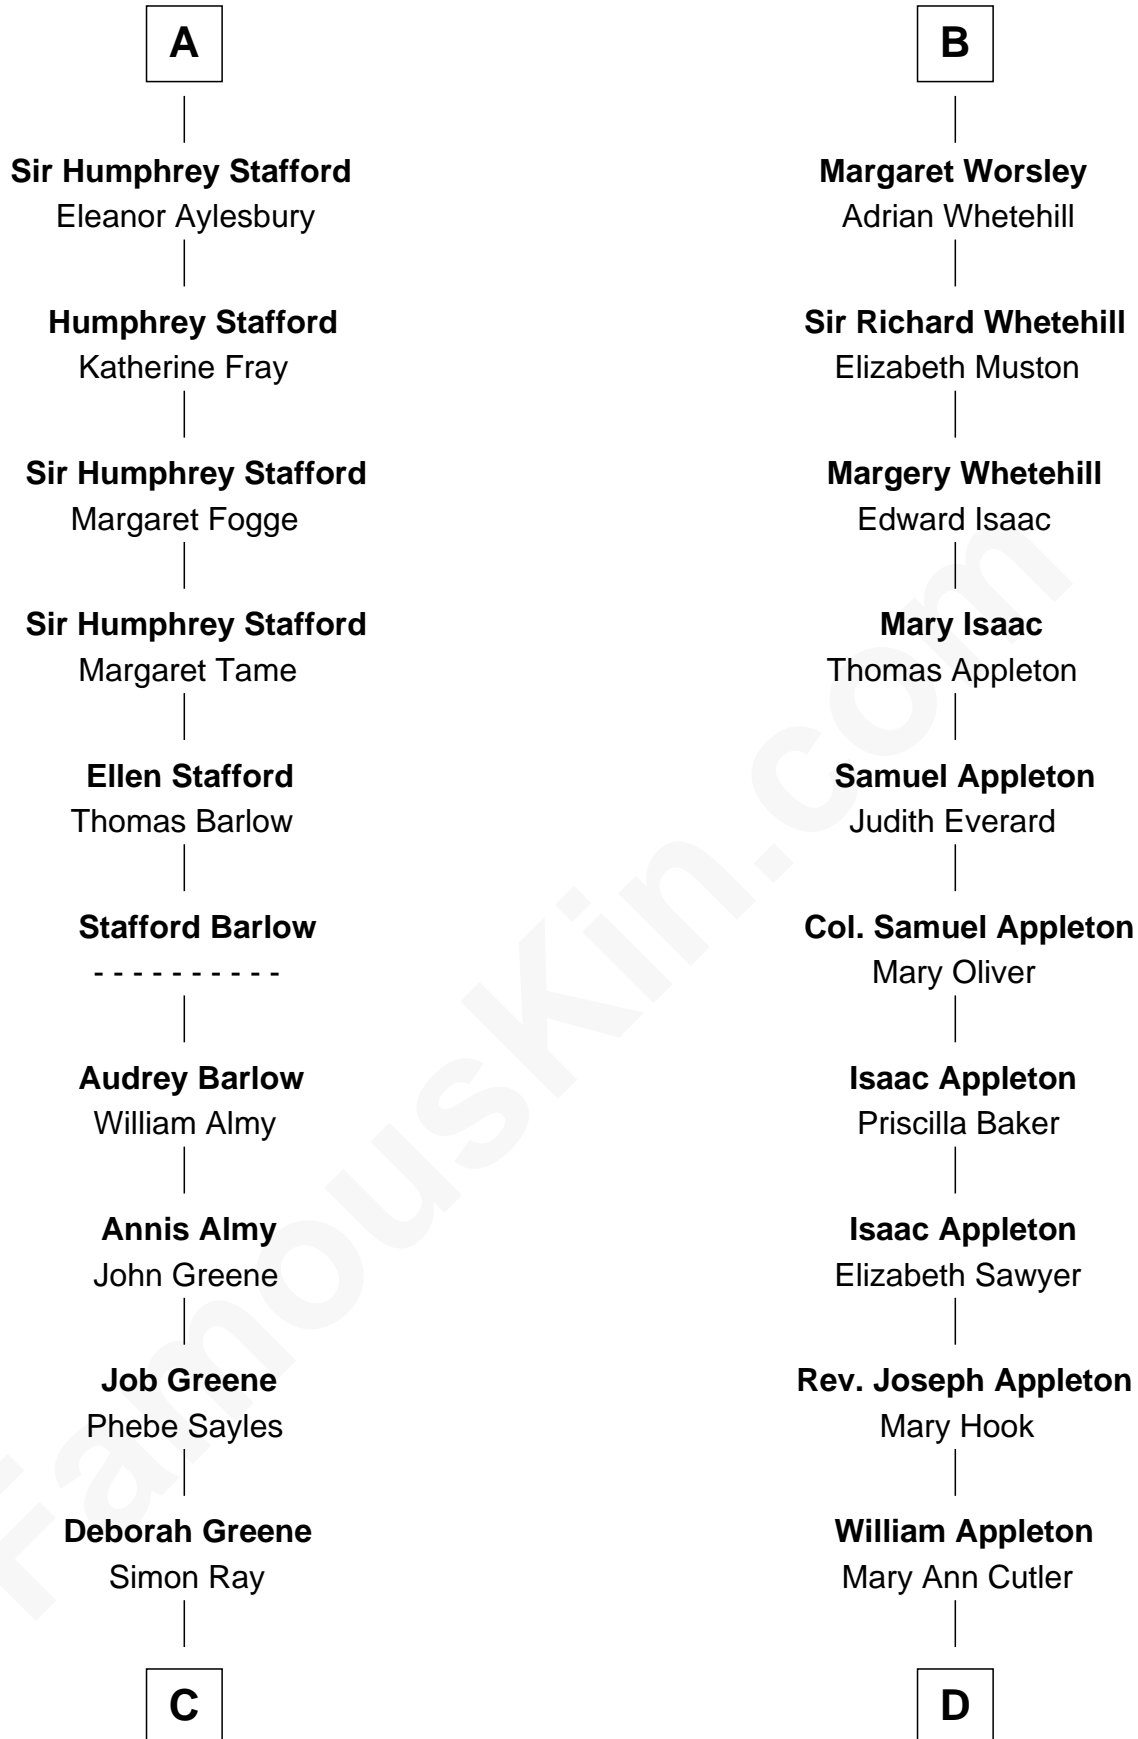 A
Sir Humphrey Stafford
Eleanor Aylesbury
Humphrey Stafford
Katherine Fray
Sir Humphrey Stafford
Margaret Fogge
Sir Humphrey Stafford
Margaret Tame
Ellen Stafford
Thomas Barlow
Stafford Barlow
- - - - - - - - - -
Audrey Barlow
William Almy
Annis Almy
John Greene
Job Greene
Phebe Sayles
Deborah Greene
Simon Ray
C
B
Margaret Worsley
Adrian Whetehill
Sir Richard Whetehill
Elizabeth Muston
Margery Whetehill
Edward Isaac
Mary Isaac
Thomas Appleton
Samuel Appleton
Judith Everard
Col. Samuel Appleton
Mary Oliver
Isaac Appleton
Priscilla Baker
Isaac Appleton
Elizabeth Sawyer
Rev. Joseph Appleton
Mary Hook
William Appleton
Mary Ann Cutler
D
FamousKin.com